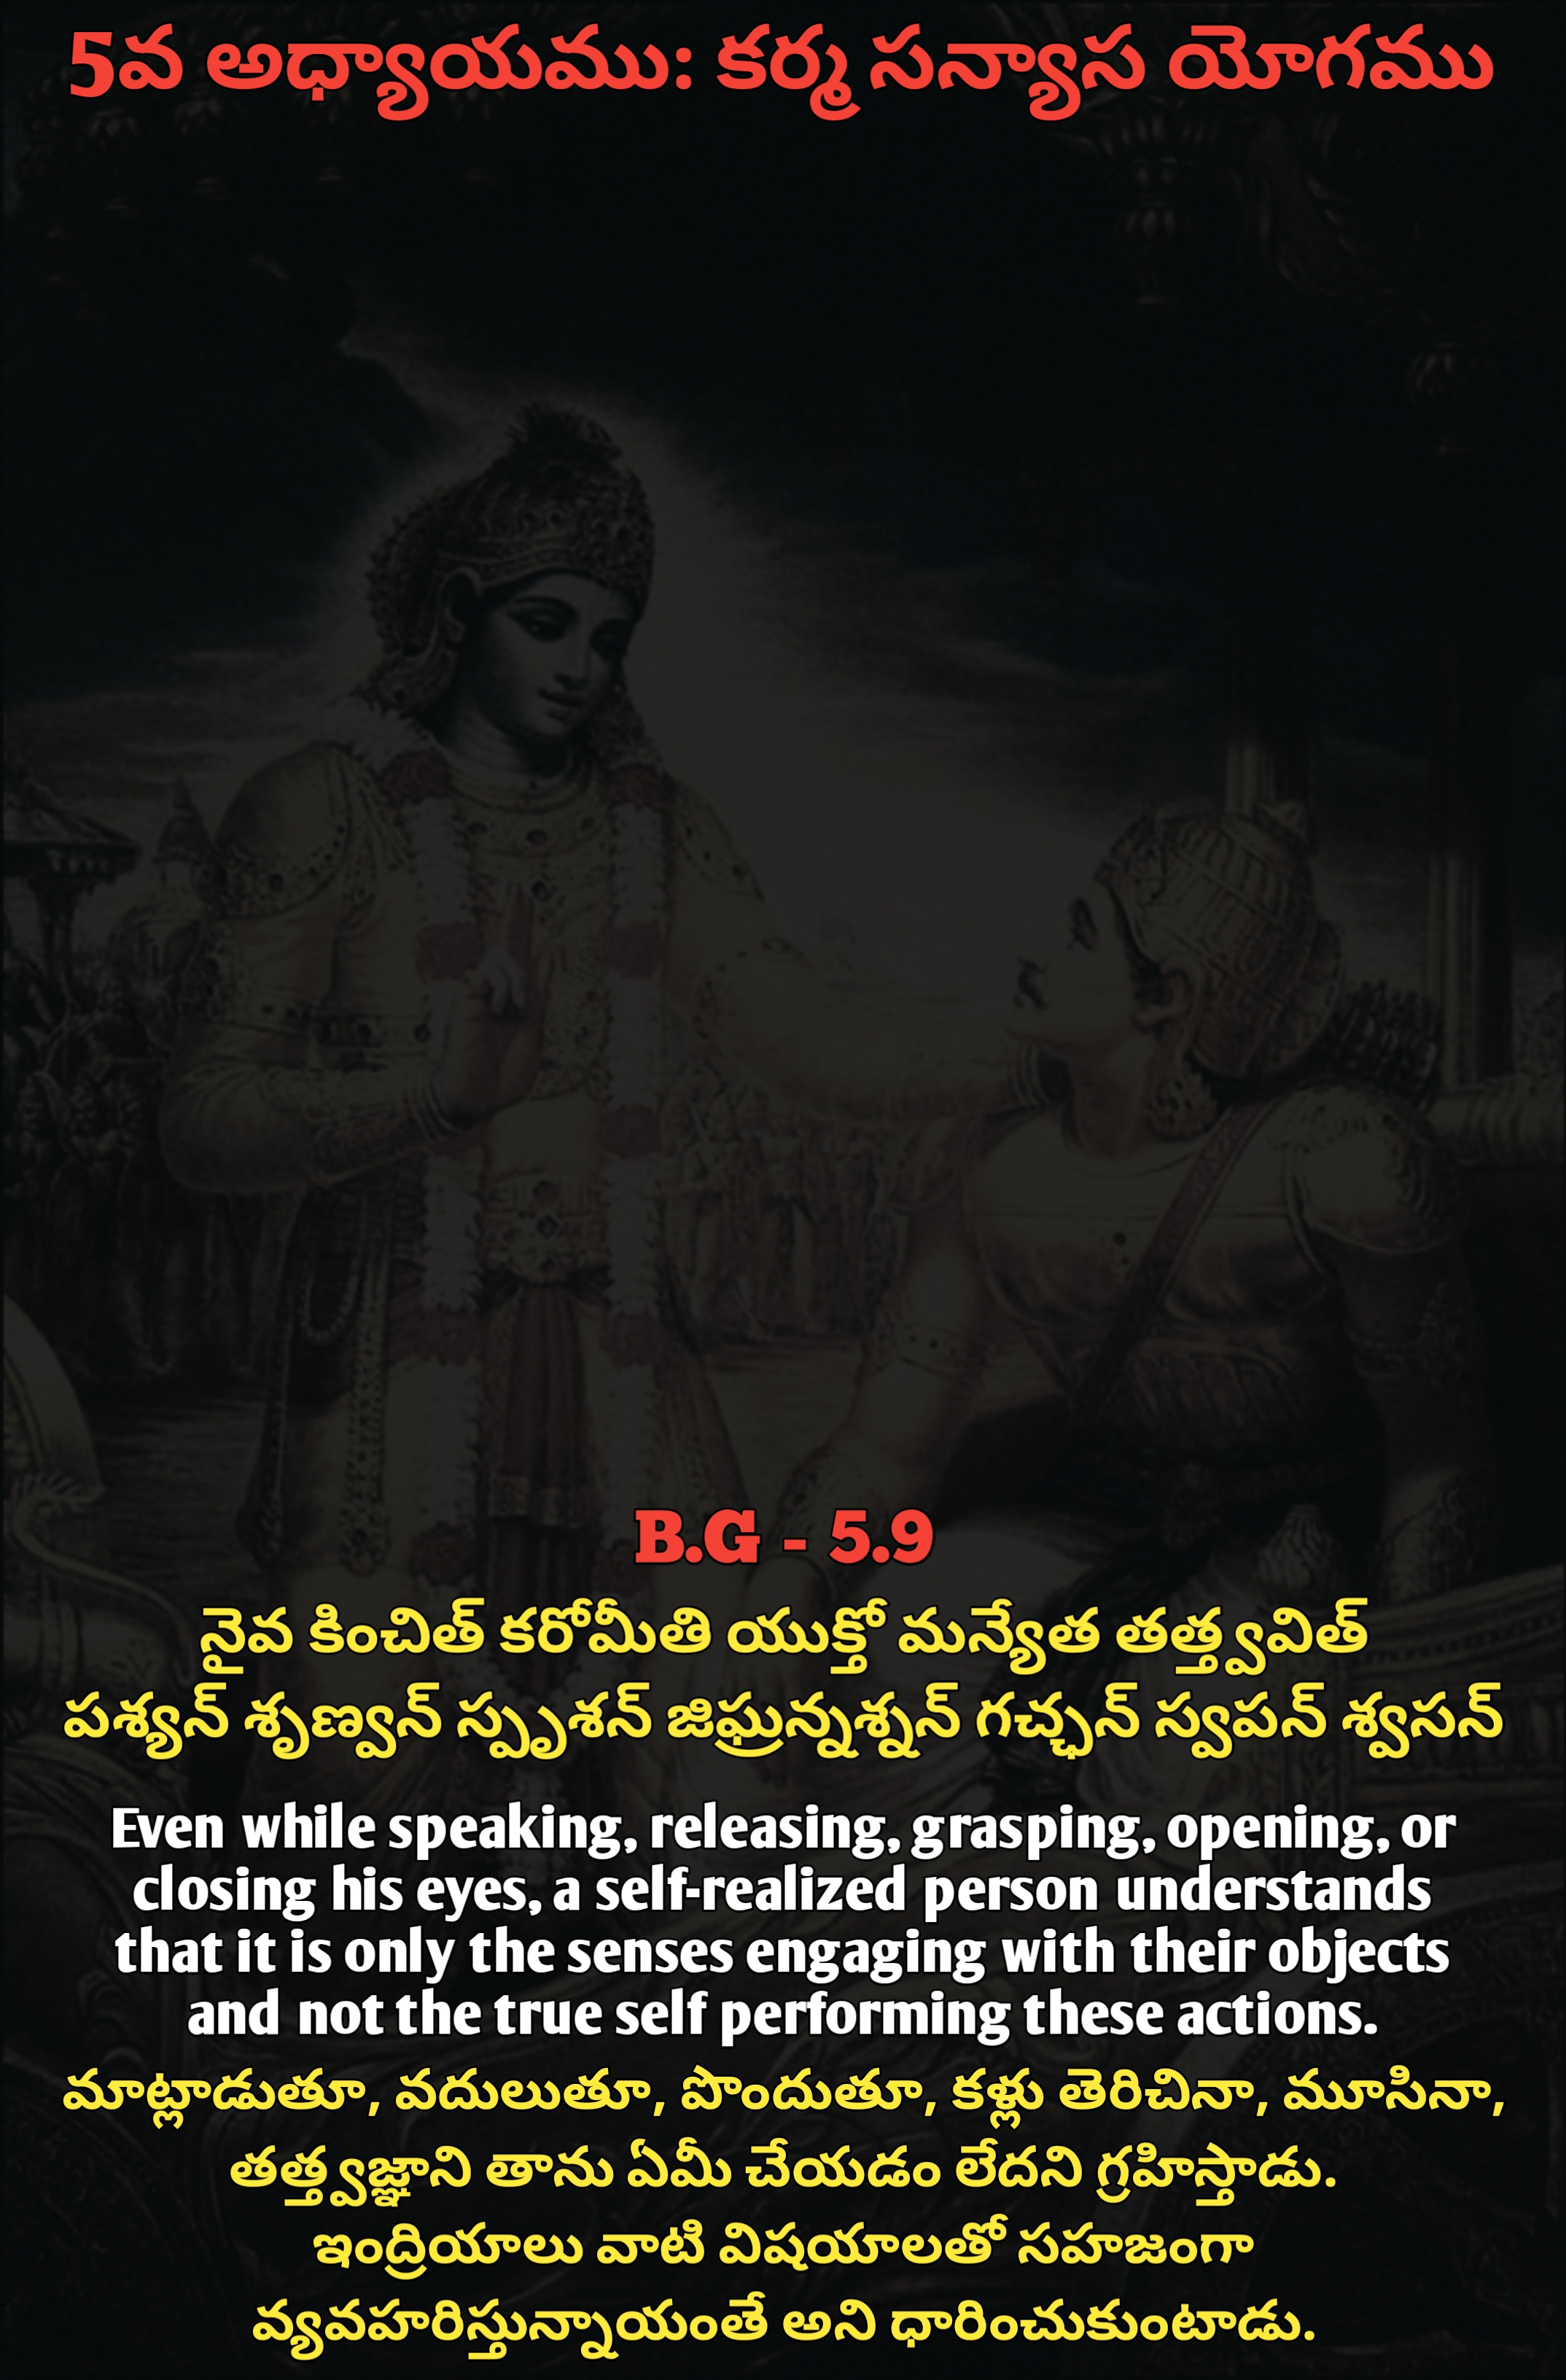 5వ అధ్యాయము: కర్మ సన్యాస యోగము
B.G - 5.9
నైవ కించిత్ కరోమీతి యుక్తో మన్యేత తత్త్వవిత్
పశ్యన్ శృణ్వన్ స్పృశన్ జిఘ్రన్నశ్నన్ గచ్ఛన్ స్వపన్ శ్వసన్
Even while speaking, releasing, grasping, opening, or
closing his eyes, a self-realized person understands
that it is only the senses engaging with their objects
and not the true self performing these actions.
మాట్లాడుతూ, వదులుతూ, పొందుతూ, కళ్లు తెరిచినా, మూసినా,
తత్త్వజ్ఞాని తాను ఏమీ చేయడం లేదని గ్రహిస్తాడు.
ఇంద్రియాలు వాటి విషయాలతో సహజంగా
వ్యవహరిస్తున్నాయంతే అని ధారించుకుంటాడు.